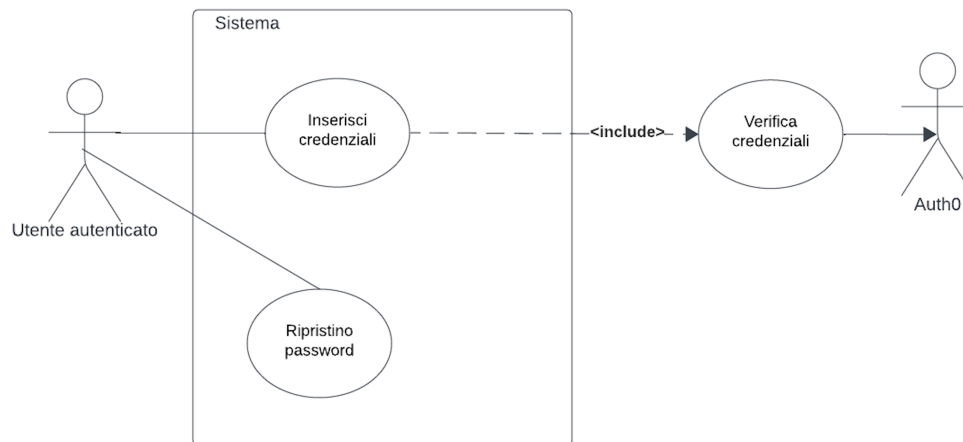 Sistema
Inserisci
credenziali
<include>
Verifica
credenziali
Auth0
Utente autenticato
Ripristino
password